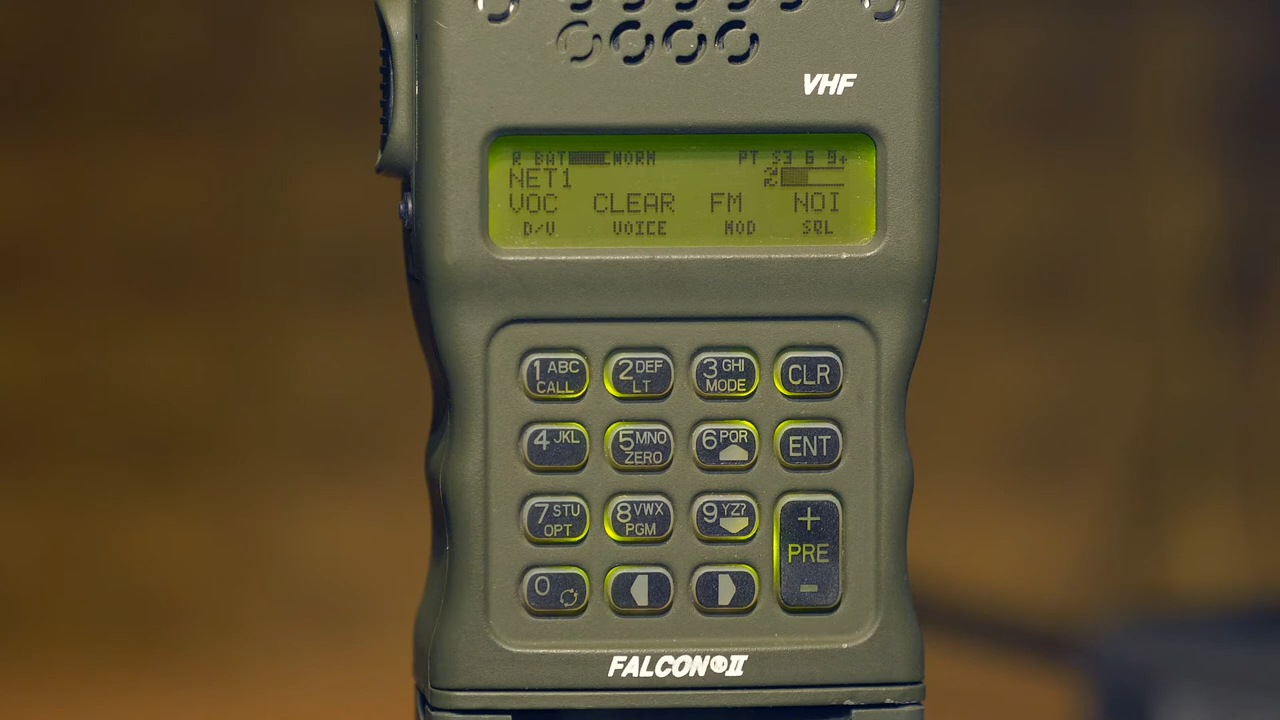 VHF
R BAT NORM PT S3 6 9+
NET1
VOC CLEAR FM NOI
D/V VOICE MOD SQL
1 ABC 2 DEF 3 GHI CLR
CALL LT MODE
4 JKL 5 MNO 6 PQR ENT
ZERO
7 STU 8 VWX 9 YZ? +
OPT PGM PRE
0 -
FALCON® II